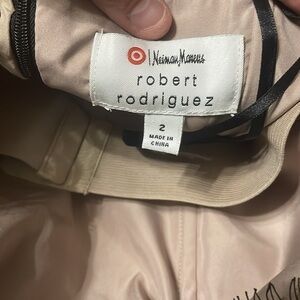 Neiman Marcus
robert
rodriguez
2
MADE IN
CHINA